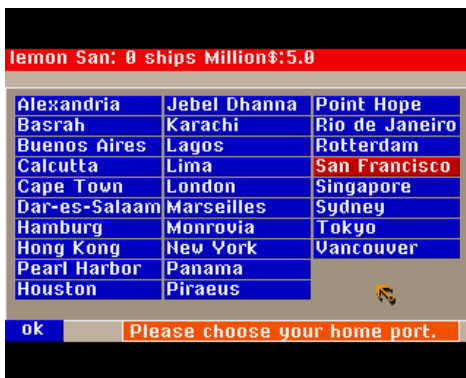 lemon San: 0 ships Million$:5.0
Alexandria Jebel Dhanna Point Hope
Basrah Karachi Rio de Janeiro
Buenos Aires Lagos Rotterdam
Calcutta Lima San Francisco
Cape Town London Singapore
Dar-es-Salaam Marseilles Sydney
Hamburg Monrovia Tokyo
Hong Kong New York Vancouver
Pearl Harbor Panama
Houston Piraeus
ok Please choose your home port.